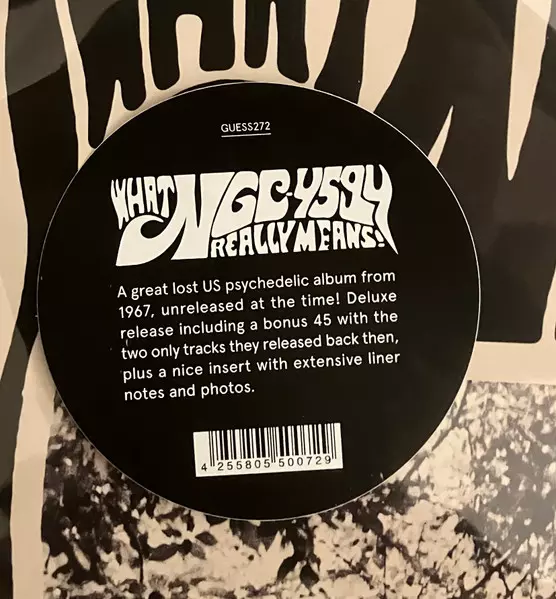 GUESS272
WHAT NGC-4594
REALLY MEANS!
A great lost US psychedelic album from
1967, unreleased at the time! Deluxe
release including a bonus 45 with the
two only tracks they released back then,
plus a nice insert with extensive liner
notes and photos.
4 255805 500729